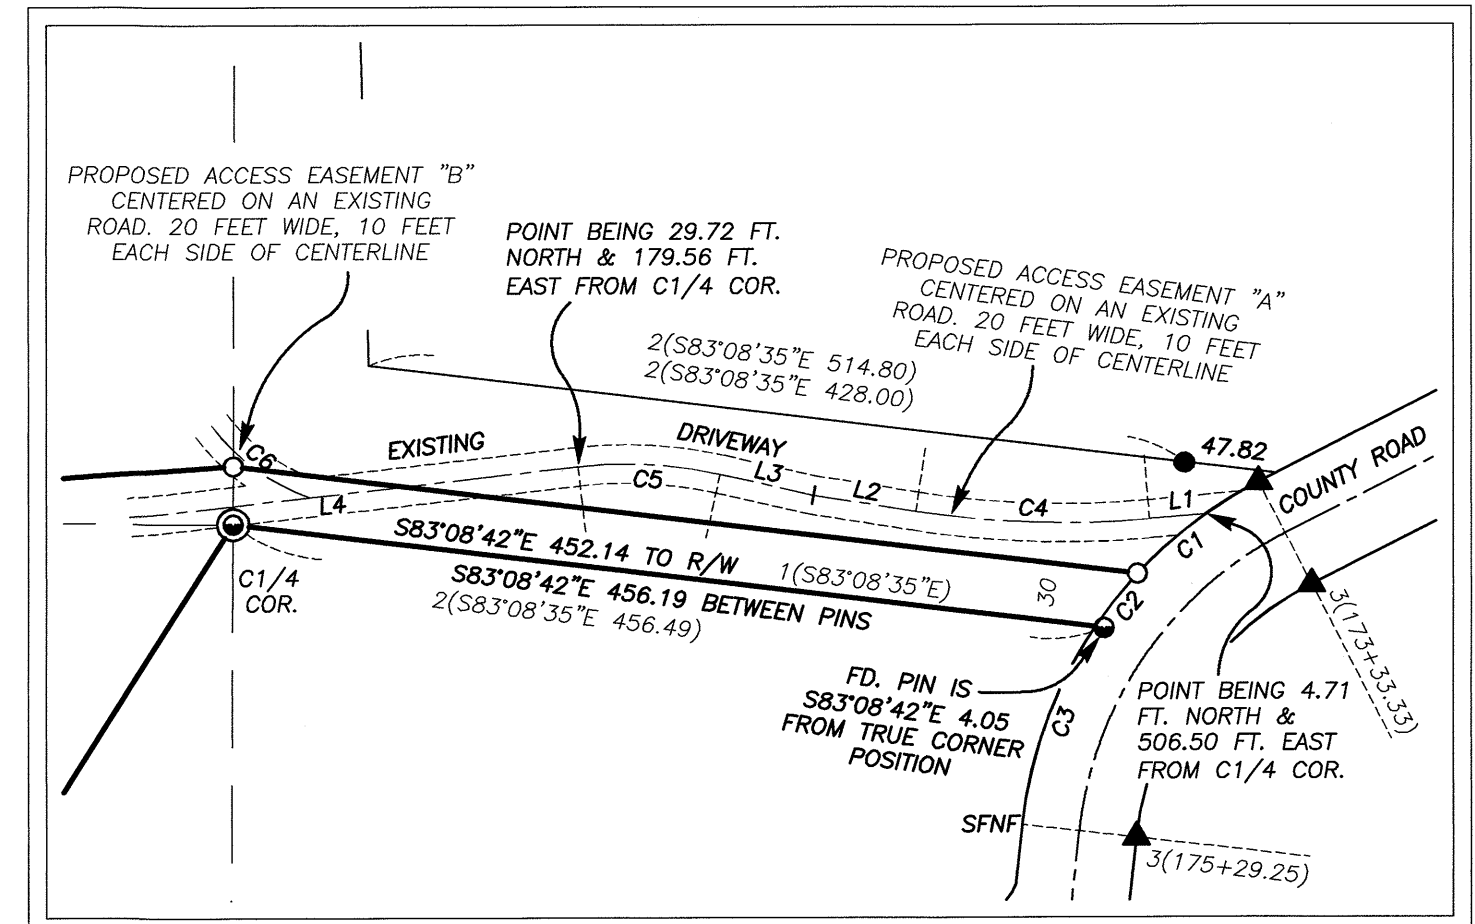 PROPOSED ACCESS EASEMENT "B"
CENTERED ON AN EXISTING
ROAD. 20 FEET WIDE, 10 FEET
EACH SIDE OF CENTERLINE
POINT BEING 29.72 FT.
NORTH & 179.56 FT.
EAST FROM C1/4 COR.
PROPOSED ACCESS EASEMENT "A"
CENTERED ON AN EXISTING
ROAD. 20 FEET WIDE, 10 FEET
EACH SIDE OF CENTERLINE
2(S83°08'35"E 514.80)
2(S83°08'35"E 428.00)
47.82
COUNTY ROAD
EXISTING
DRIVEWAY
C6
L4
C5
L3
L2
C4
L1
C1
S83°08'42"E 452.14 TO R/W
1(S83°08'35"E)
S83°08'42"E 456.19 BETWEEN PINS
2(S83°08'35"E 456.49)
30
C2
C1/4
COR.
FD. PIN IS
S83°08'42"E 4.05
FROM TRUE CORNER
POSITION
C3
POINT BEING 4.71
FT. NORTH &
506.50 FT. EAST
FROM C1/4 COR.
3(173+33.33)
SFNF
3(175+29.25)